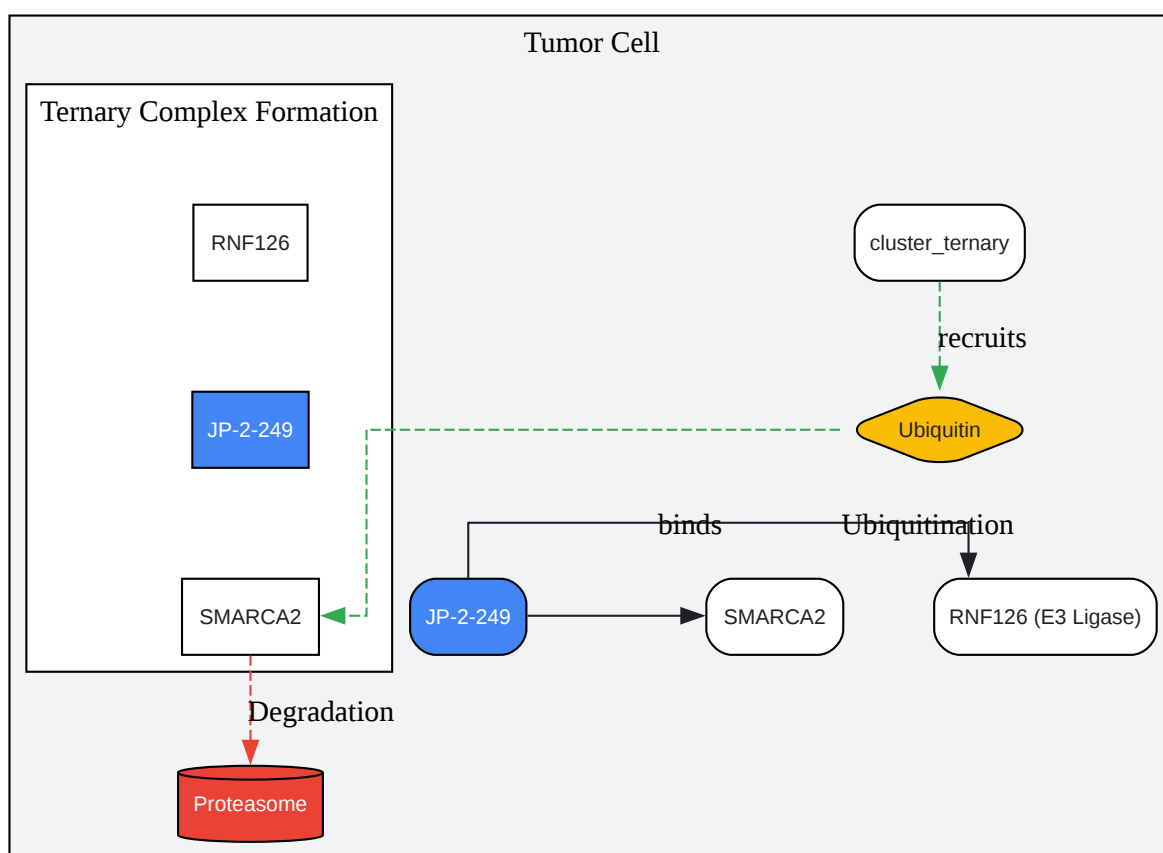 Tumor Cell
Ternary Complex Formation
RNF126
cluster_ternary
recruits
JP-2-249
Ubiquitin
binds
Ubiquitination
SMARCA2
JP-2-249
SMARCA2
RNF126 (E3 Ligase)
Degradation
Proteasome